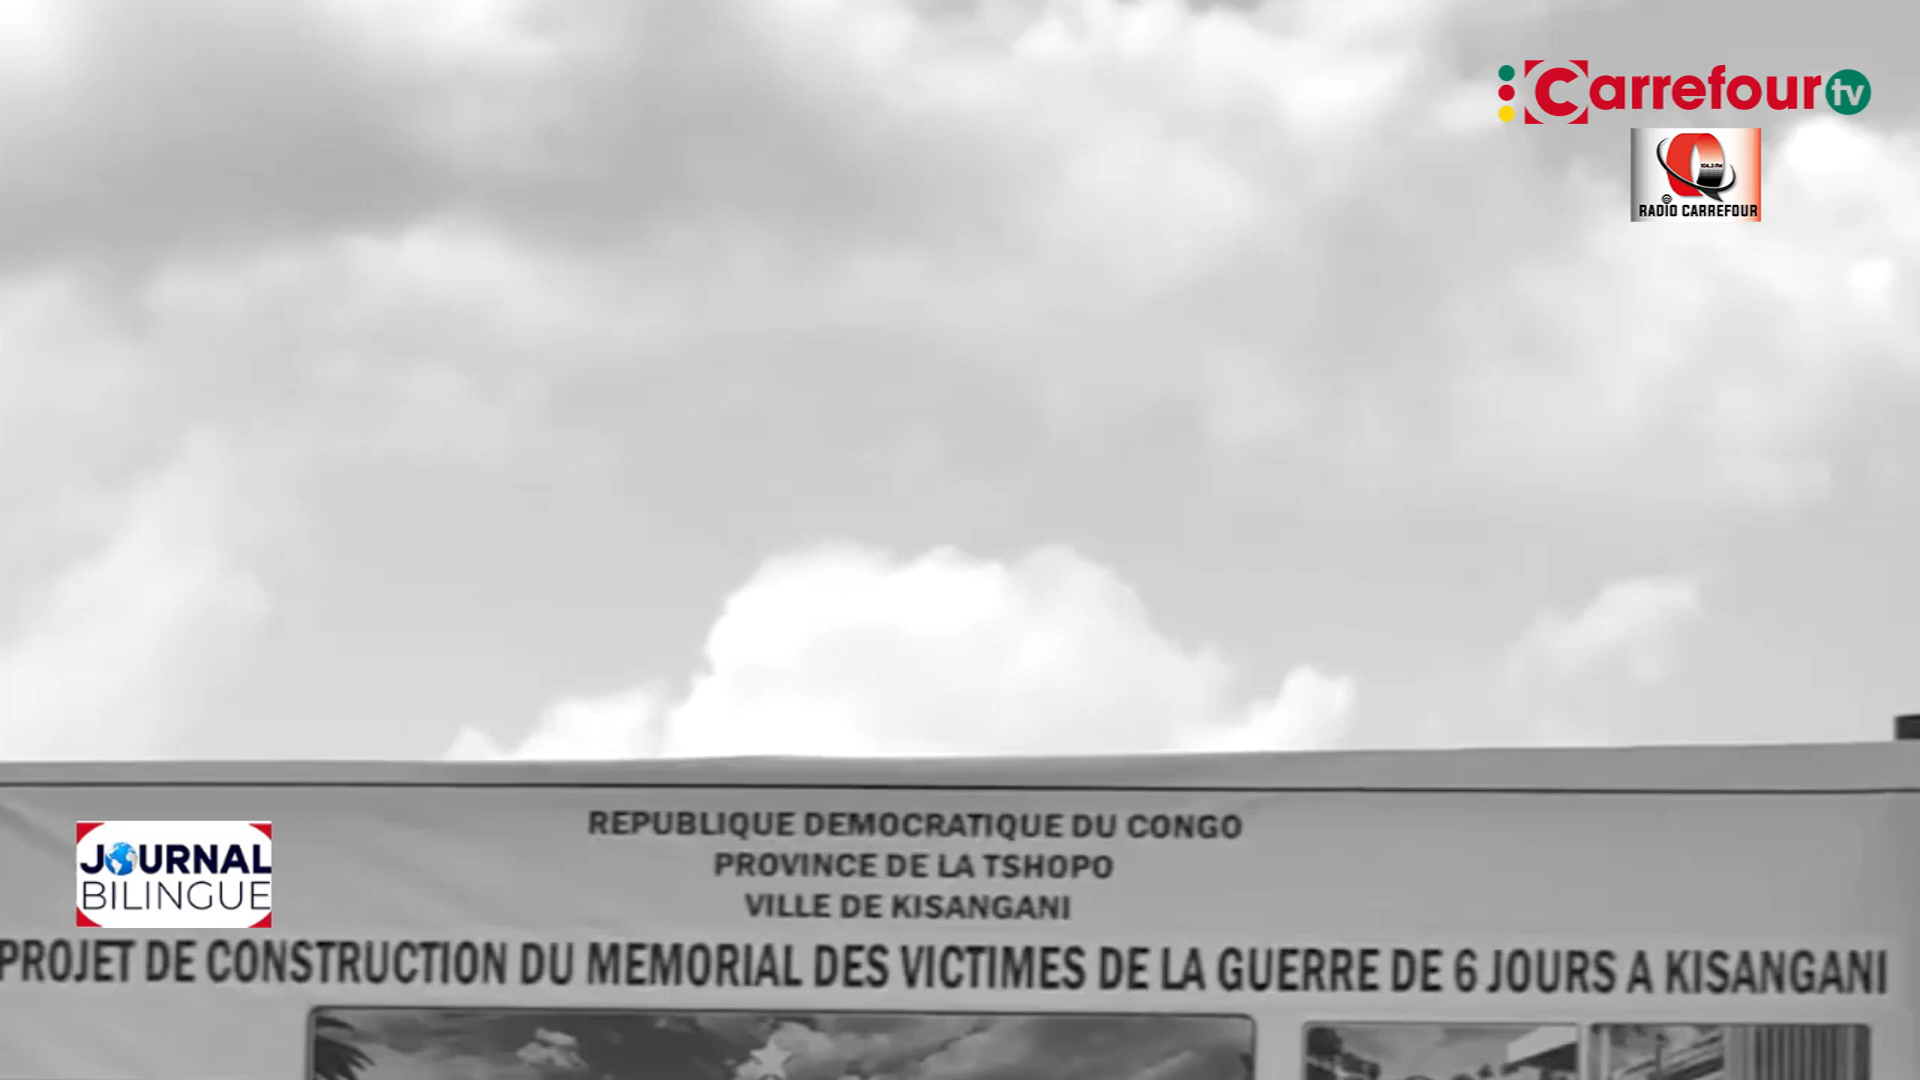 Carrefour tv
RADIO CARREFOUR
REPUBLIQUE DEMOCRATIQUE DU CONGO
PROVINCE DE LA TSHOPO
VILLE DE KISANGANI
PROJET DE CONSTRUCTION DU MEMORIAL DES VICTIMES DE LA GUERRE DE 6 JOURS A KISANGANI
JOURNAL
BILINGUE